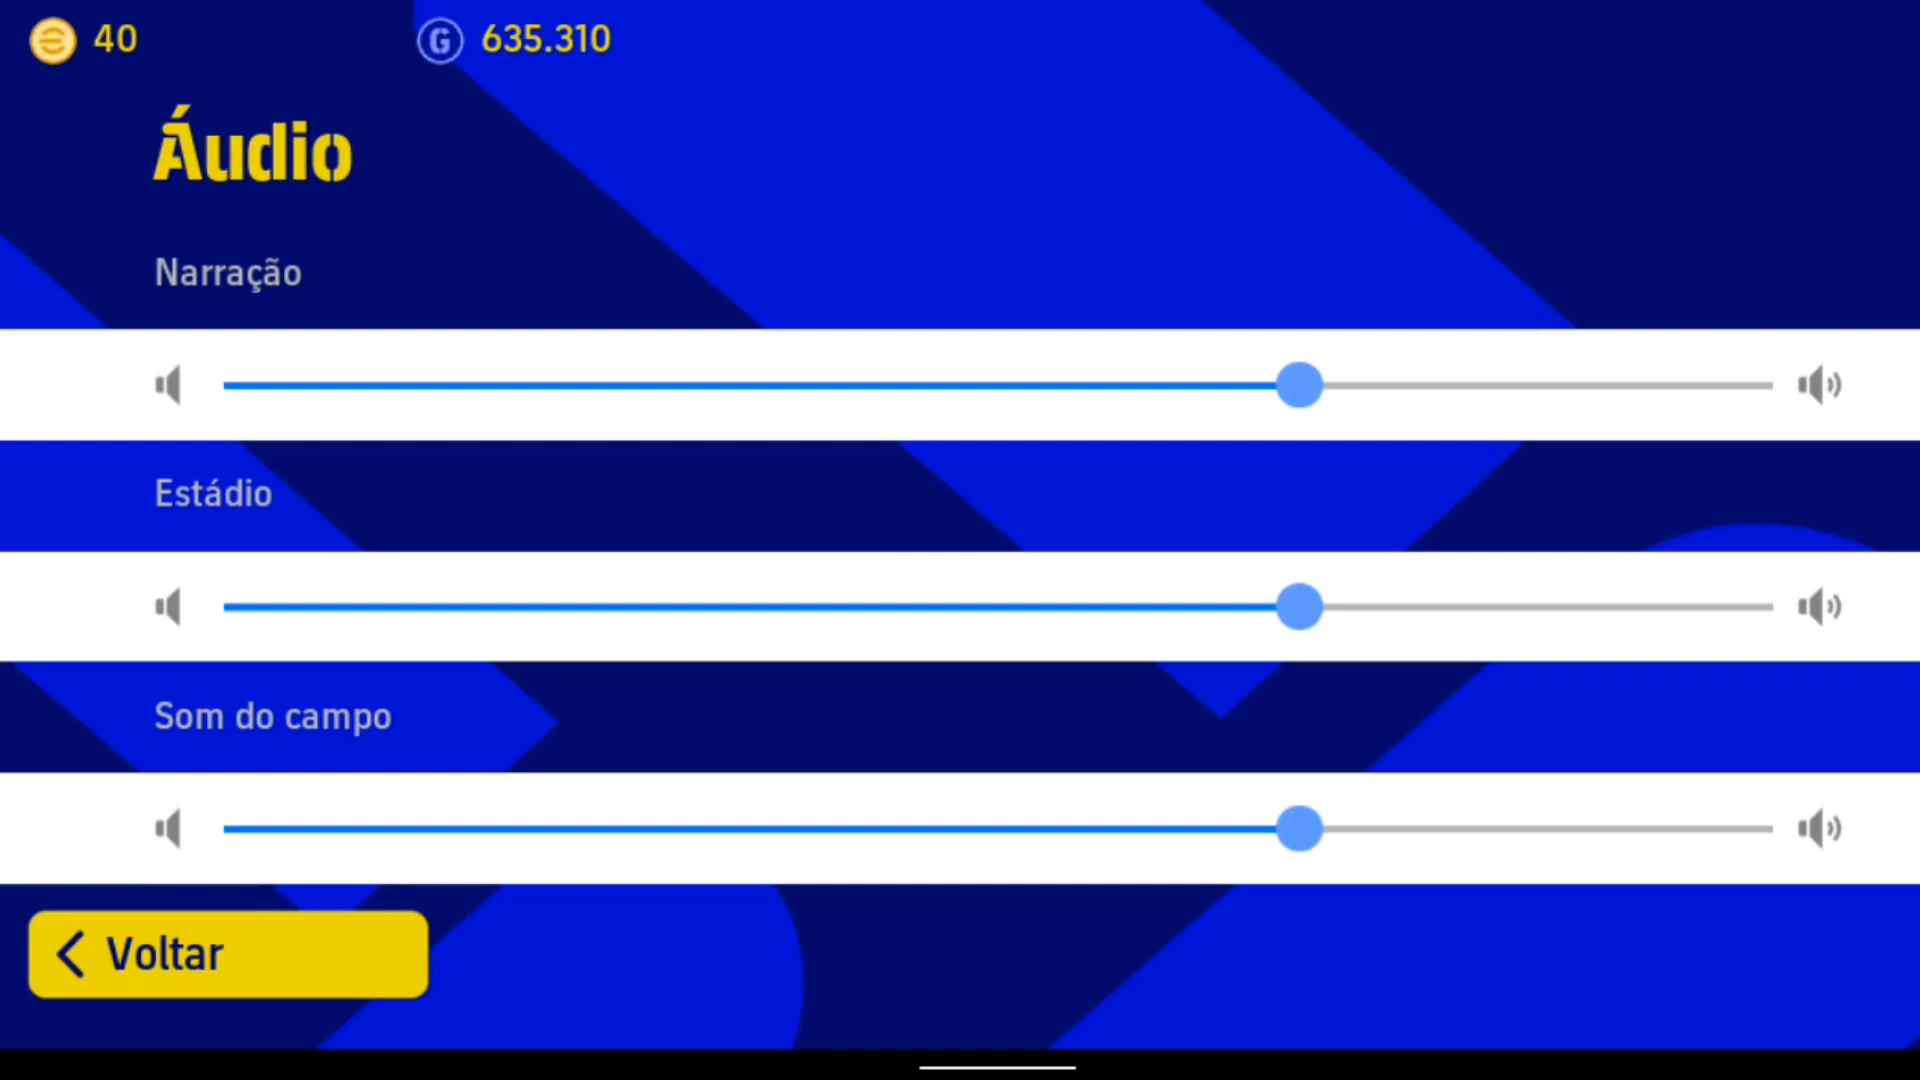 40
G 635.310
Áudio
Narração
Estádio
Som do campo
Voltar